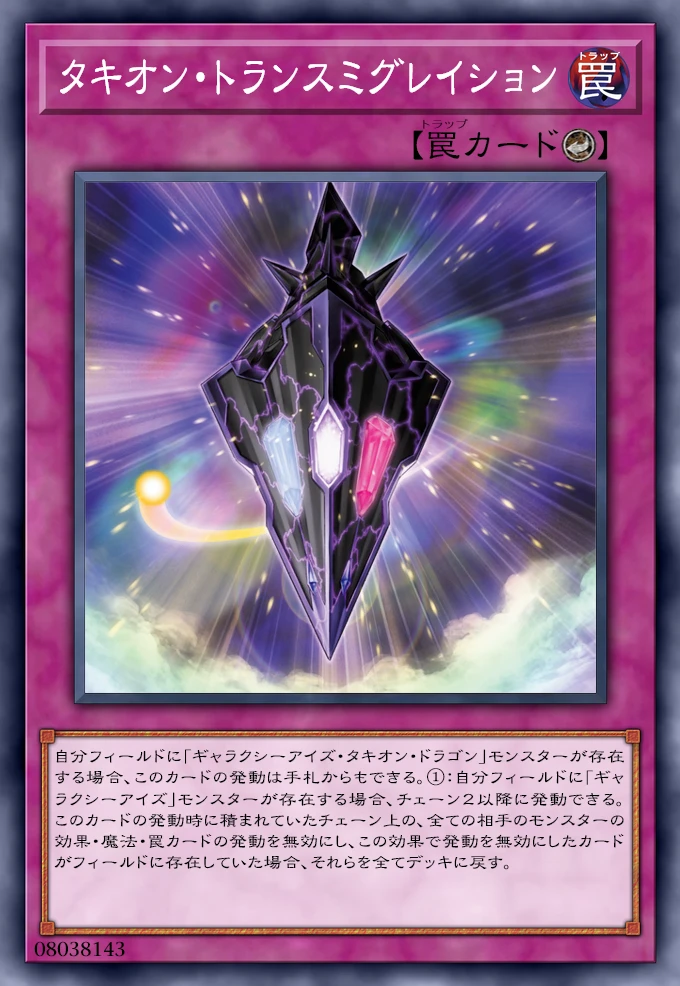 タキオン・トランスミグレイション
トラップ
罠
トラップ
【罠カード】
自分フィールドに「ギャラクシーアイズ・タキオン・ドラゴン」モンスターが存在
する場合、このカードの発動は手札からもできる。①：自分フィールドに「ギャ
ラクシーアイズ」モンスターが存在する場合、チェーン２以降に発動できる。
このカードの発動時に積まれていたチェーン上の、全ての相手のモンスターの
効果・魔法・罠カードの発動を無効にし、この効果で発動を無効にしたカード
がフィールドに存在していた場合、それらを全てデッキに戻す。
08038143